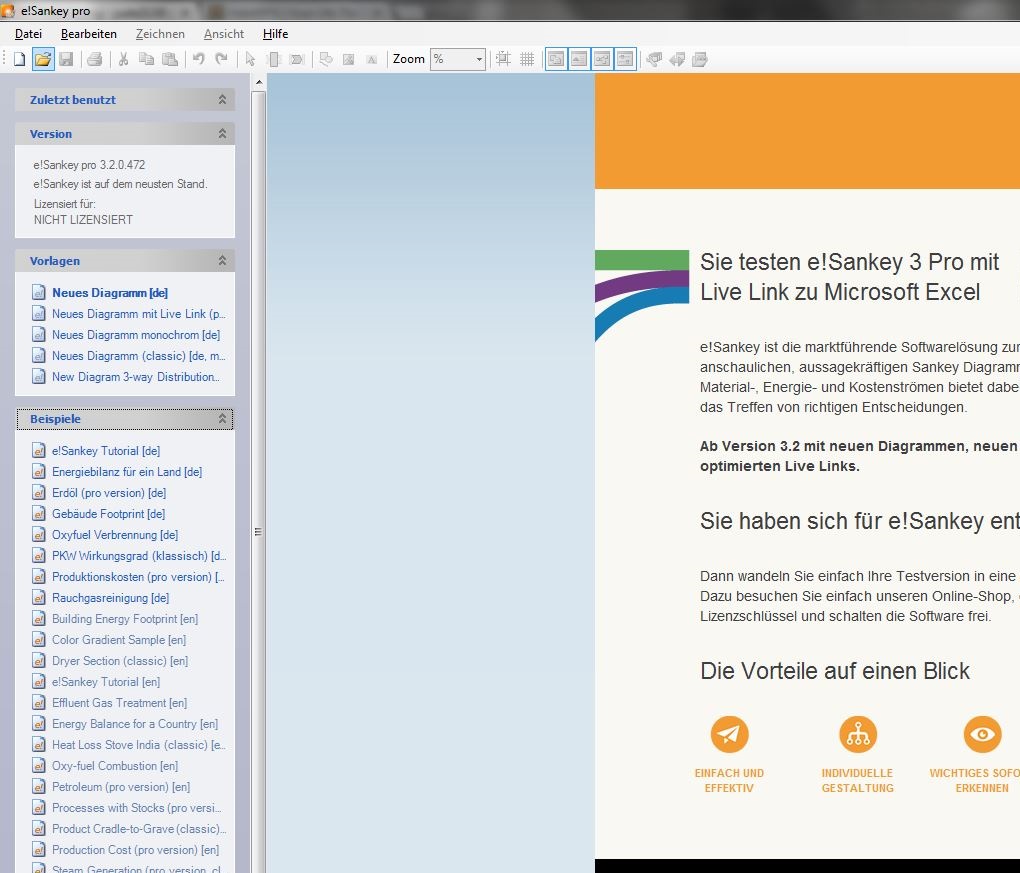 e!Sankey pro
Datei Bearbeiten Zeichnen Ansicht Hilfe
Zoom %
Zuletzt benutzt
Version
e!Sankey pro 3.2.0.472
e!Sankey ist auf dem neusten Stand.
Lizensiert für:
NICHT LIZENSIERT
Vorlagen
Neues Diagramm [de]
Neues Diagramm mit Live Link (p...
Neues Diagramm monochrom [de]
Neues Diagramm (classic) [de, m...
New Diagram 3-way Distribution...
Beispiele
e!Sankey Tutorial [de]
Energiebilanz für ein Land [de]
Erdöl (pro version) [de]
Gebäude Footprint [de]
Oxyfuel Verbrennung [de]
PKW Wirkungsgrad (klassisch) [d...
Produktionskosten (pro version) [...
Rauchgasreinigung [de]
Building Energy Footprint [en]
Color Gradient Sample [en]
Dryer Section (classic) [en]
e!Sankey Tutorial [en]
Effluent Gas Treatment [en]
Energy Balance for a Country [en]
Heat Loss Stove India (classic) [e...
Oxy-fuel Combustion [en]
Petroleum (pro version) [en]
Processes with Stocks (pro versi...
Product Cradle-to-Grave (classic)...
Production Cost (pro version) [en]
Steam Generation (pro version, cl
Sie testen e!Sankey 3 Pro mit
Live Link zu Microsoft Excel
e!Sankey ist die marktführende Softwarelösung zur
anschaulichen, aussagekräftigen Sankey Diagramm
Material-, Energie- und Kostenströmen bietet dabe
das Treffen von richtigen Entscheidungen.
Ab Version 3.2 mit neuen Diagrammen, neuen
optimierten Live Links.
Sie haben sich für e!Sankey ent
Dann wandeln Sie einfach Ihre Testversion in eine
Dazu besuchen Sie einfach unseren Online-Shop,
Lizenzschlüssel und schalten die Software frei.
Die Vorteile auf einen Blick
EINFACH UND
EFFEKTIV
INDIVIDUELLE
GESTALTUNG
WICHTIGES SOFO
ERKENNEN